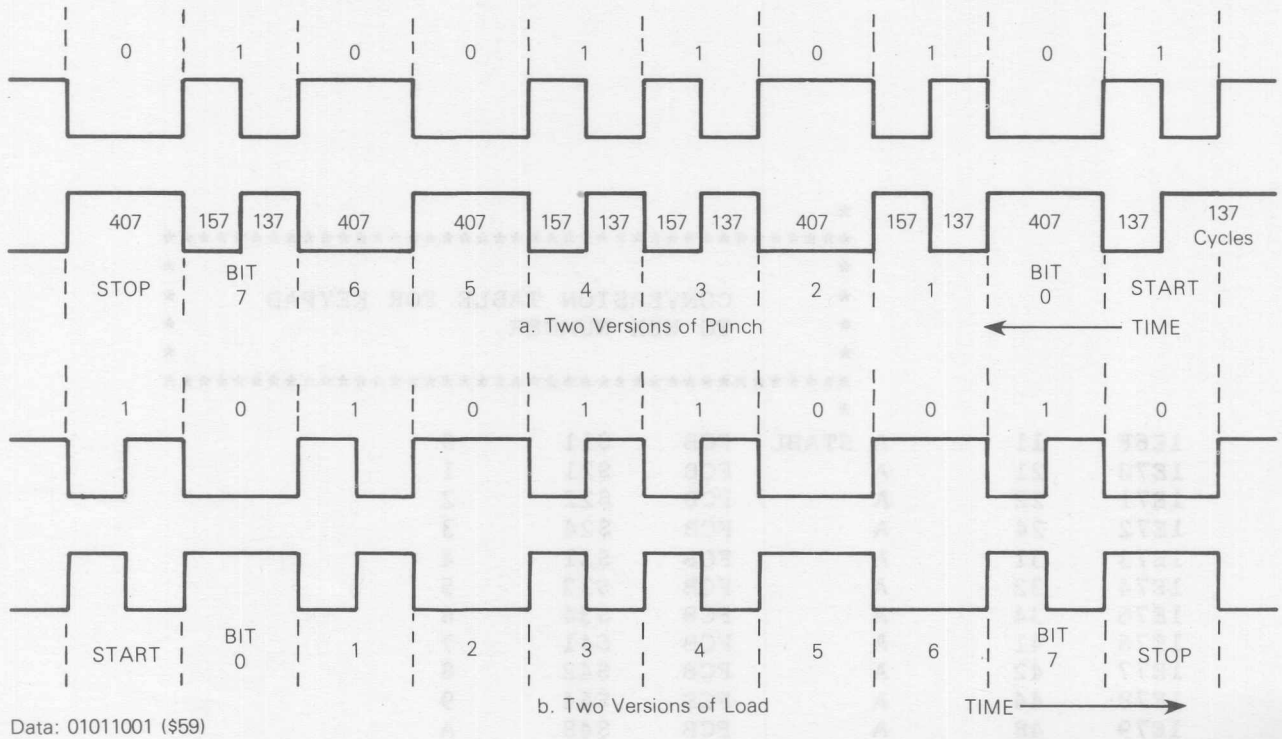 0 1 0 0 1 1 0 1 0 1
407 157 137 407 407 157 137 157 137 407 157 137 407 137 137 Cycles
STOP BIT 7 6 5 4 3 2 1 BIT 0 START
a. Two Versions of Punch
TIME
1 0 1 0 1 1 0 0 1 0
START BIT 0 1 2 3 4 5 6 BIT 7 STOP
b. Two Versions of Load
TIME
Data: 01011001 ($59)